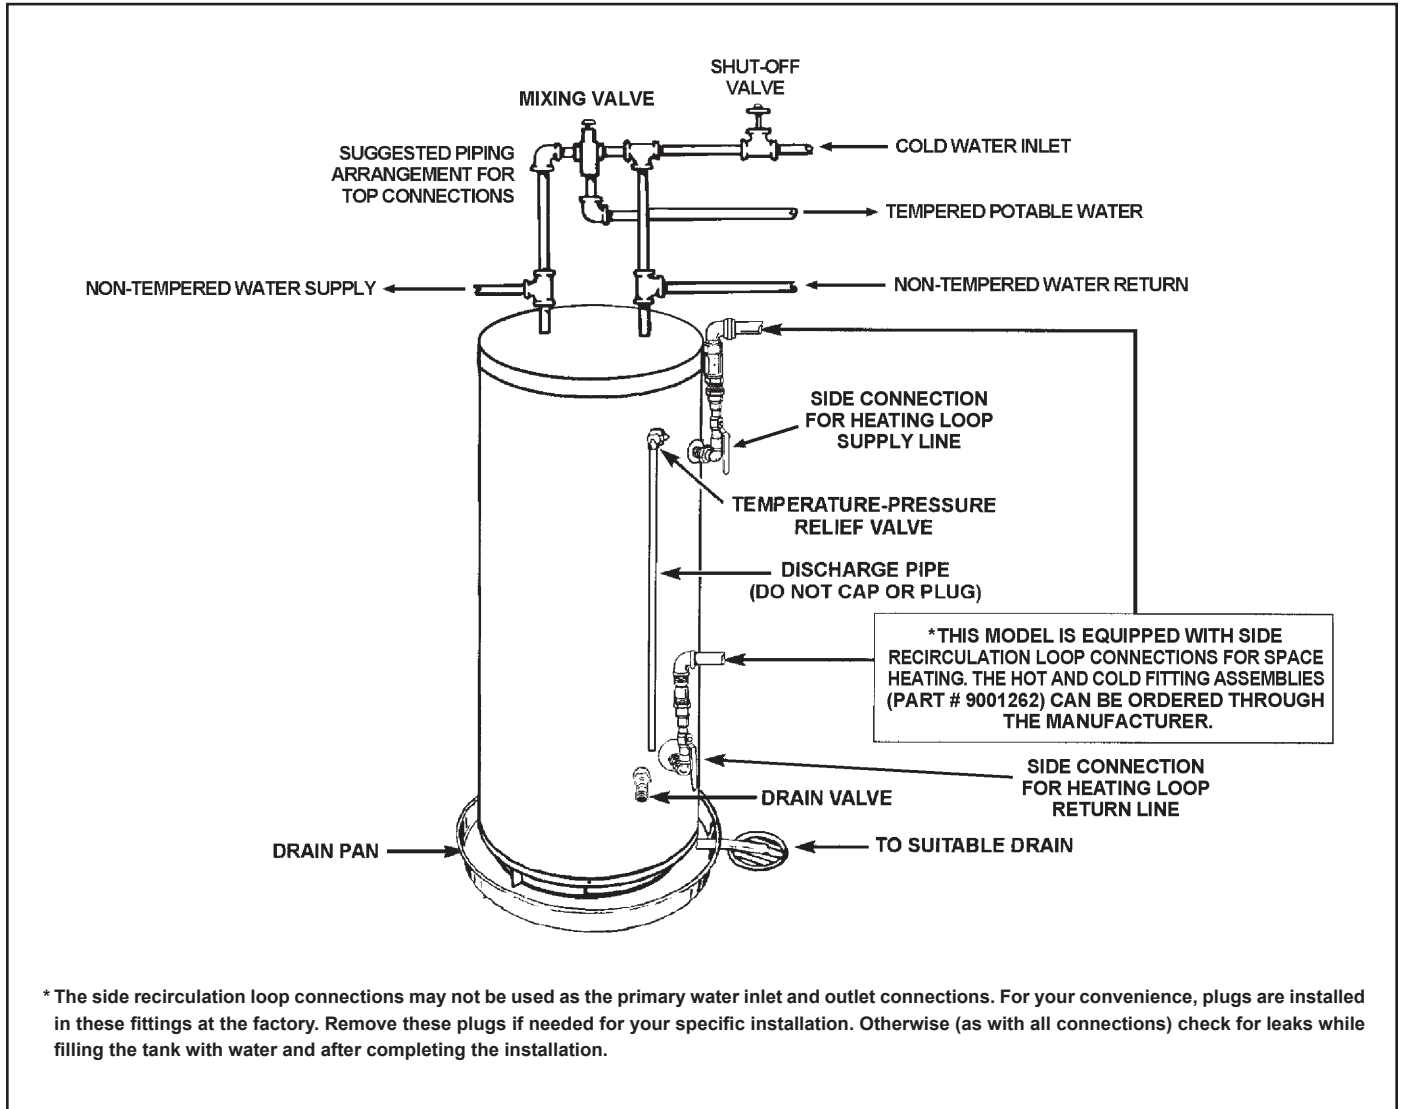 SHUT-OFF
VALVE
MIXING VALVE
SUGGESTED PIPING
ARRANGEMENT FOR
TOP CONNECTIONS
COLD WATER INLET
TEMPERED POTABLE WATER
NON-TEMPERED WATER SUPPLY
NON-TEMPERED WATER RETURN
SIDE CONNECTION
FOR HEATING LOOP
SUPPLY LINE
TEMPERATURE-PRESSURE
RELIEF VALVE
DISCHARGE PIPE
(DO NOT CAP OR PLUG)
*THIS MODEL IS EQUIPPED WITH SIDE
RECIRCULATION LOOP CONNECTIONS FOR SPACE
HEATING. THE HOT AND COLD FITTING ASSEMBLIES
(PART # 9001262) CAN BE ORDERED THROUGH
THE MANUFACTURER.
SIDE CONNECTION
FOR HEATING LOOP
RETURN LINE
DRAIN VALVE
TO SUITABLE DRAIN
DRAIN PAN
* The side recirculation loop connections may not be used as the primary water inlet and outlet connections. For your convenience, plugs are installed
in these fittings at the factory. Remove these plugs if needed for your specific installation. Otherwise (as with all connections) check for leaks while
filling the tank with water and after completing the installation.